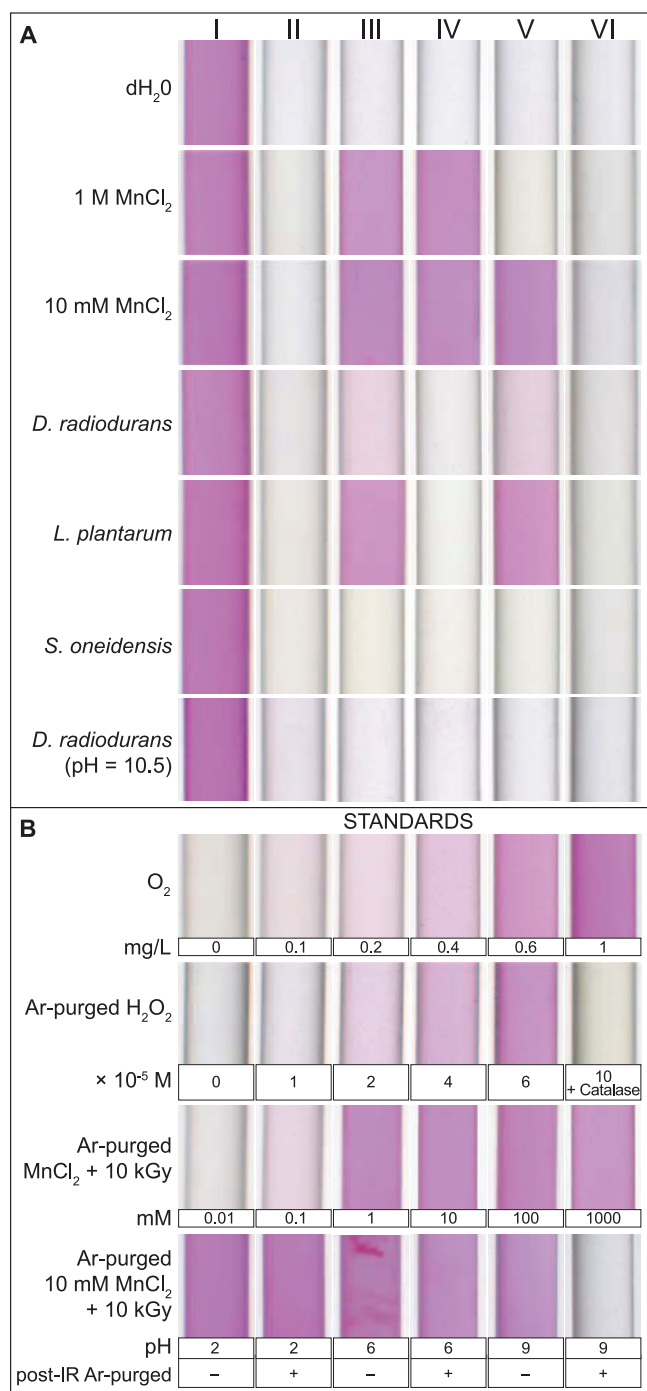 A
I II III IV V VI
dH₂0
1 M MnCl₂
10 mM MnCl₂
D. radiodurans
L. plantarum
S. oneidensis
D. radiodurans
(pH = 10.5)
B
STANDARDS
O₂
mg/L 0 0.1 0.2 0.4 0.6 1
Ar-purged H₂O₂
× 10⁻⁵ M 0 1 2 4 6 10
+ Catalase
Ar-purged
MnCl₂ + 10 kGy
mM 0.01 0.1 1 10 100 1000
Ar-purged
10 mM MnCl₂
+ 10 kGy
pH 2 2 6 6 9 9
post-IR Ar-purged – + – + – +